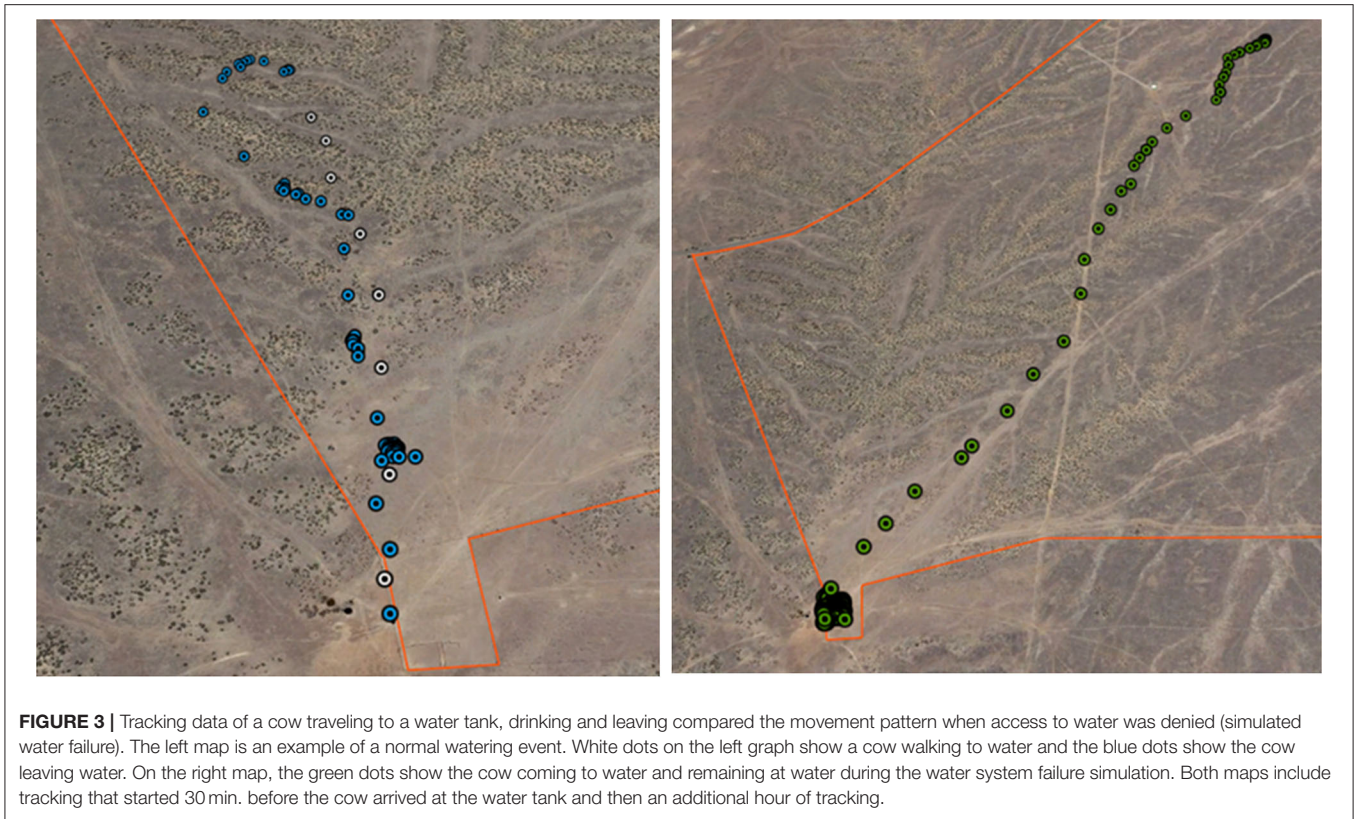 FIGURE 3 | Tracking data of a cow traveling to a water tank, drinking and leaving compared the movement pattern when access to water was denied (simulated
water failure). The left map is an example of a normal watering event. White dots on the left graph show a cow walking to water and the blue dots show the cow
leaving water. On the right map, the green dots show the cow coming to water and remaining at water during the water system failure simulation. Both maps include
tracking that started 30 min. before the cow arrived at the water tank and then an additional hour of tracking.